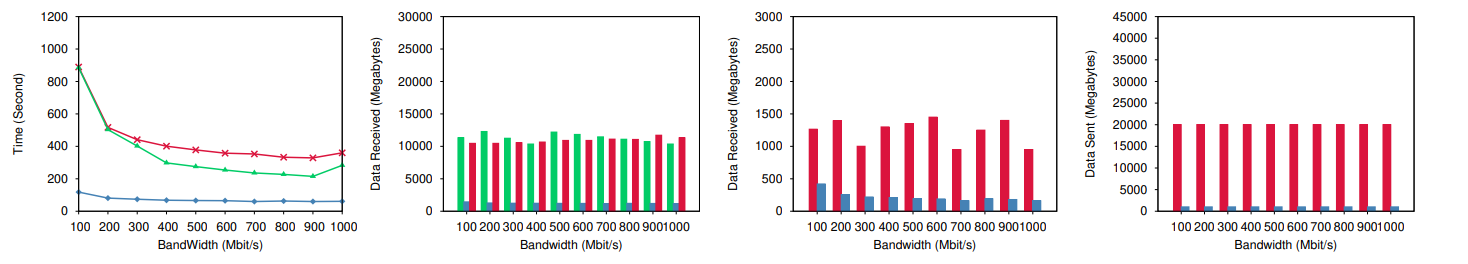 Time (Second)
1200
1000
800
600
400
200
0
100 200 300 400 500 600 700 800 900 1000
BandWidth (Mbit/s)
Data Received (Megabytes)
30000
25000
20000
15000
10000
5000
0
100 200 300 400 500 600 700 800 9001000
Bandwidth (Mbit/s)
Data Received (Megabytes)
3000
2500
2000
1500
1000
500
0
100 200 300 400 500 600 700 800 9001000
Bandwidth (Mbit/s)
Data Sent (Megabytes)
45000
40000
35000
30000
25000
20000
15000
10000
5000
0
100 200 300 400 500 600 700 800 9001000
Bandwidth (Mbit/s)